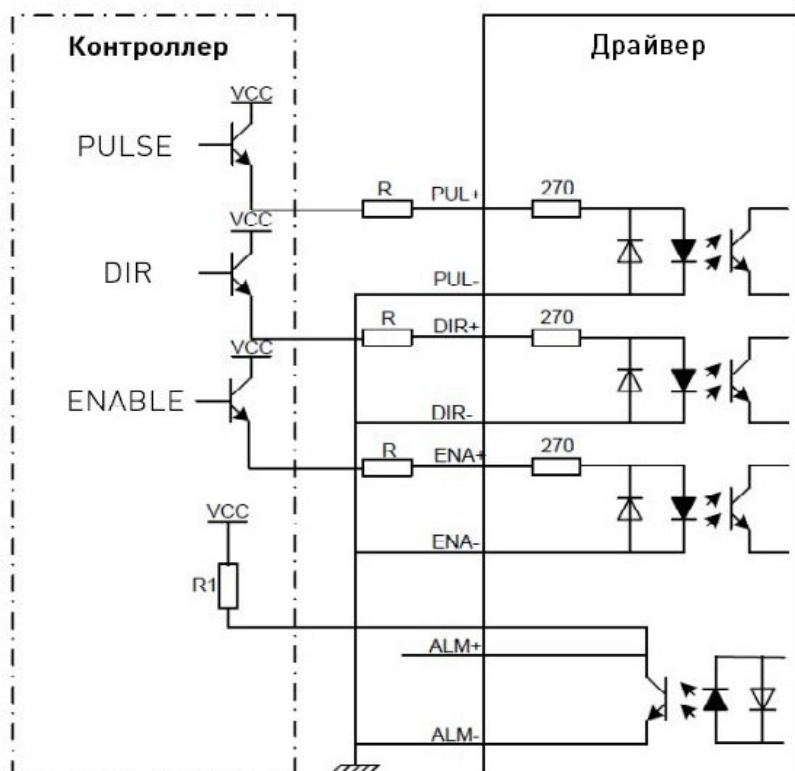 Контроллер
Драйвер
VCC
PULSE
R
PUL+
270
VCC
PUL-
DIR
R
DIR+
270
VCC
ENABLE
DIR-
R
ENA+
270
VCC
ENA-
R1
ALM+
ALM-